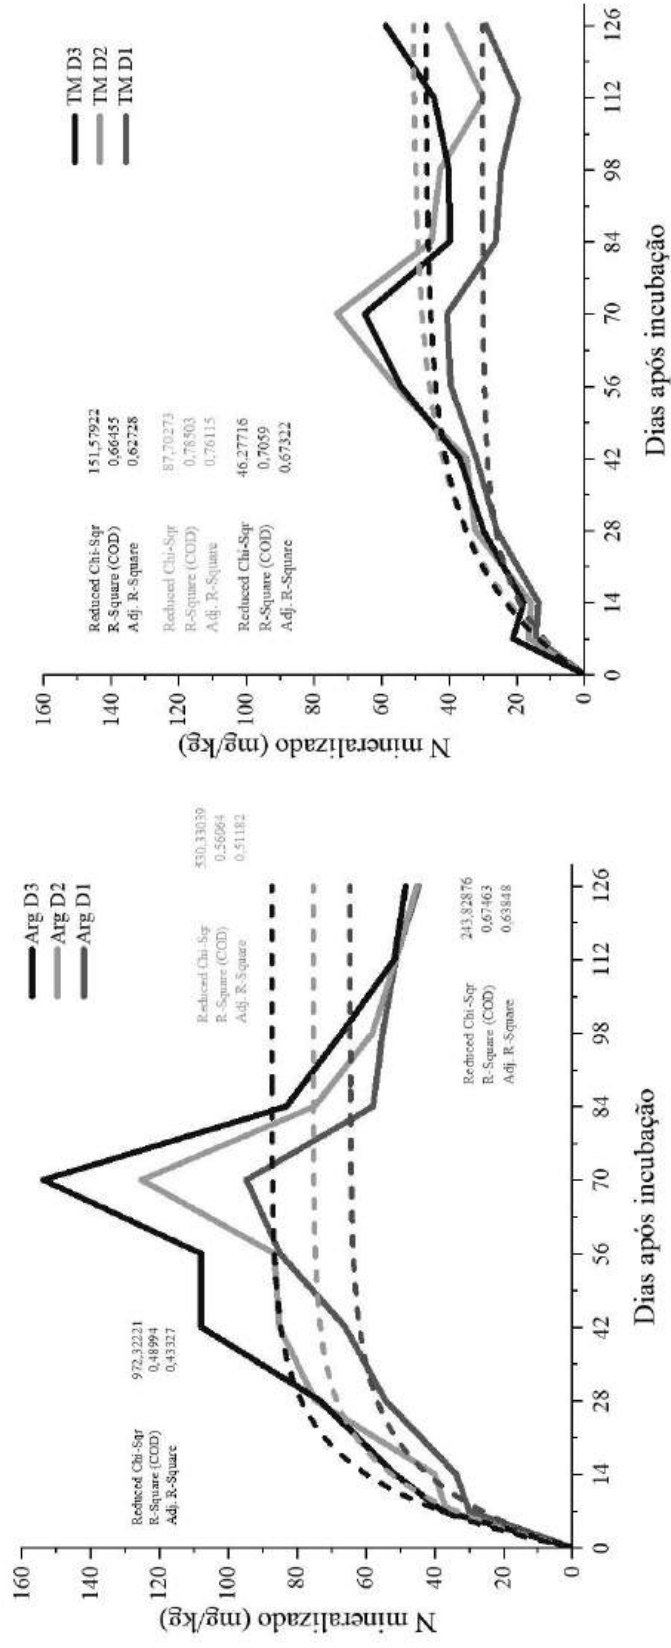 Arg D3
Arg D2
Arg D1
Reduced Chi-Sqr 972,32221
R-Square (COD) 0,48994
Adj. R-Square 0,43327
Reduced Chi-Sqr 530,33039
R-Square (COD) 0,56064
Adj. R-Square 0,51182
Reduced Chi-Sqr 243,82876
R-Square (COD) 0,67463
Adj. R-Square 0,63848
N mineralizado (mg/kg)
160
140
120
100
80
60
40
20
0
0 14 28 42 56 70 84 98 112 126
Dias após incubação
TM D3
TM D2
TM D1
Reduced Chi-Sqr 151,57922
R-Square (COD) 0,66455
Adj. R-Square 0,62728
Reduced Chi-Sqr 87,70273
R-Square (COD) 0,78503
Adj. R-Square 0,76115
Reduced Chi-Sqr 46,27716
R-Square (COD) 0,7059
Adj. R-Square 0,67322
N mineralizado (mg/kg)
160
140
120
100
80
60
40
20
0
0 14 28 42 56 70 84 98 112 126
Dias após incubação